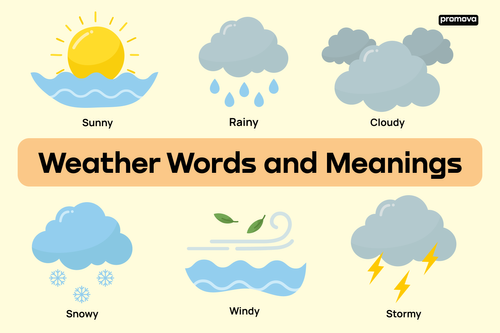 promova
Sunny
Rainy
Cloudy
Weather Words and Meanings
Snowy
Windy
Stormy